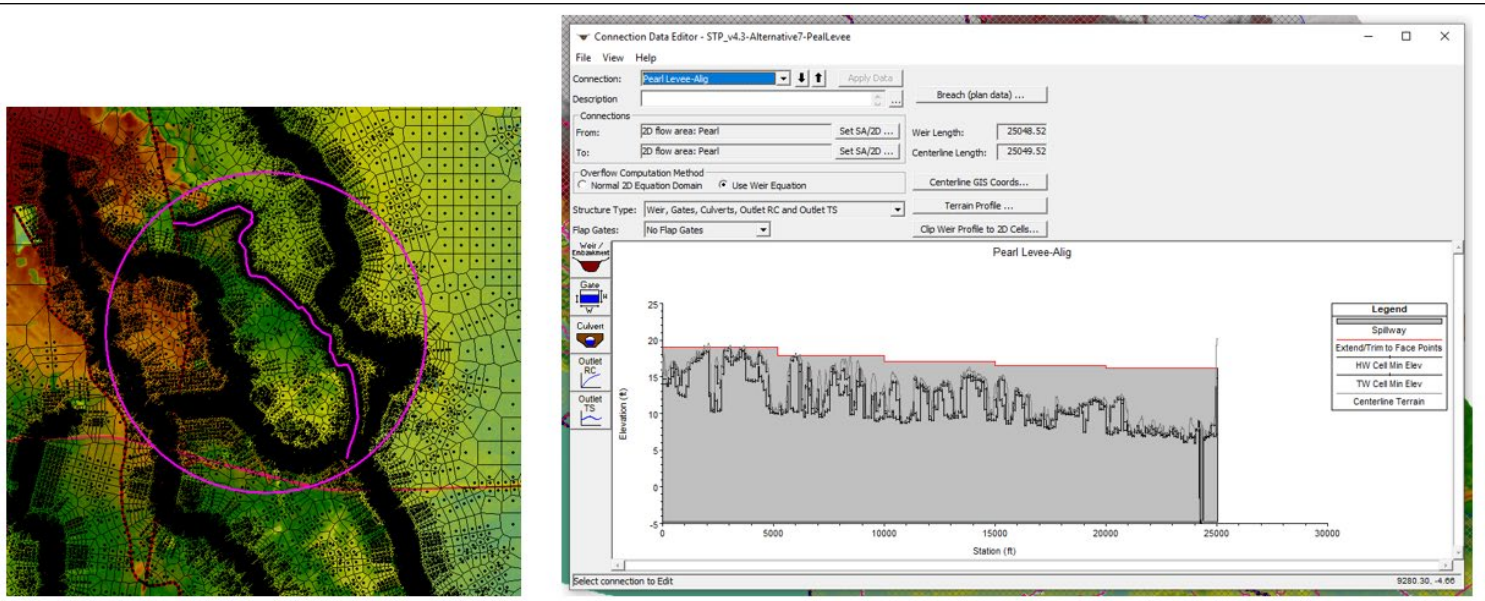 Connection Data Editor - STP_v4.3-Alternative7-PealLevee
File View Help
Connection: Pearl Levee-Alig Apply Data
Description ... Breach (plan data) ...
Connections
From: 2D flow area: Pearl Set SA/2D ... Weir Length: 25048.52
To: 2D flow area: Pearl Set SA/2D ... Centerline Length: 25049.52
Overflow Computation Method
Normal 2D Equation Domain Use Weir Equation Centerline GIS Coords...
Structure Type: Weir, Gates, Culverts, Outlet RC and Outlet TS Terrain Profile ...
Flap Gates: No Flap Gates Clip Weir Profile to 2D Cells...
Weir /
Embankment
Pearl Levee-Alig
Gate
H
W
Culvert
Outlet
RC
Outlet
TS
Elevation (ft)
25
20
15
10
5
0
-5
0 5000 10000 15000 20000 25000 30000
Station (ft)
Legend
Spillway
Extend/Trim to Face Points
HW Cell Min Elev
TW Cell Min Elev
Centerline Terrain
Select connection to Edit 9280.30, -4.66